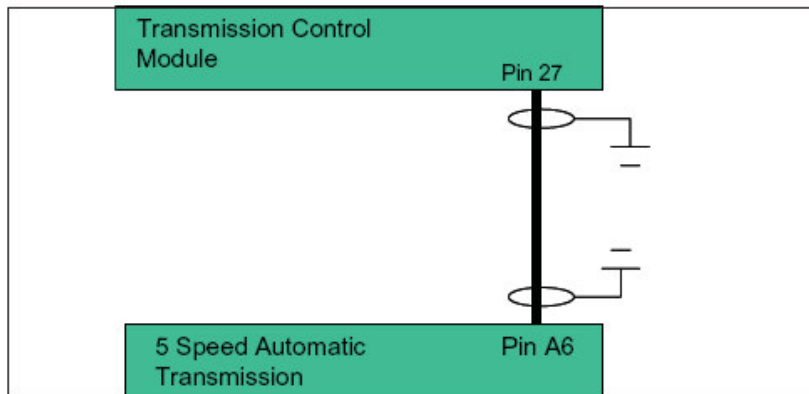 Transmission Control
Module
Pin 27
5 Speed Automatic
Transmission
Pin A6